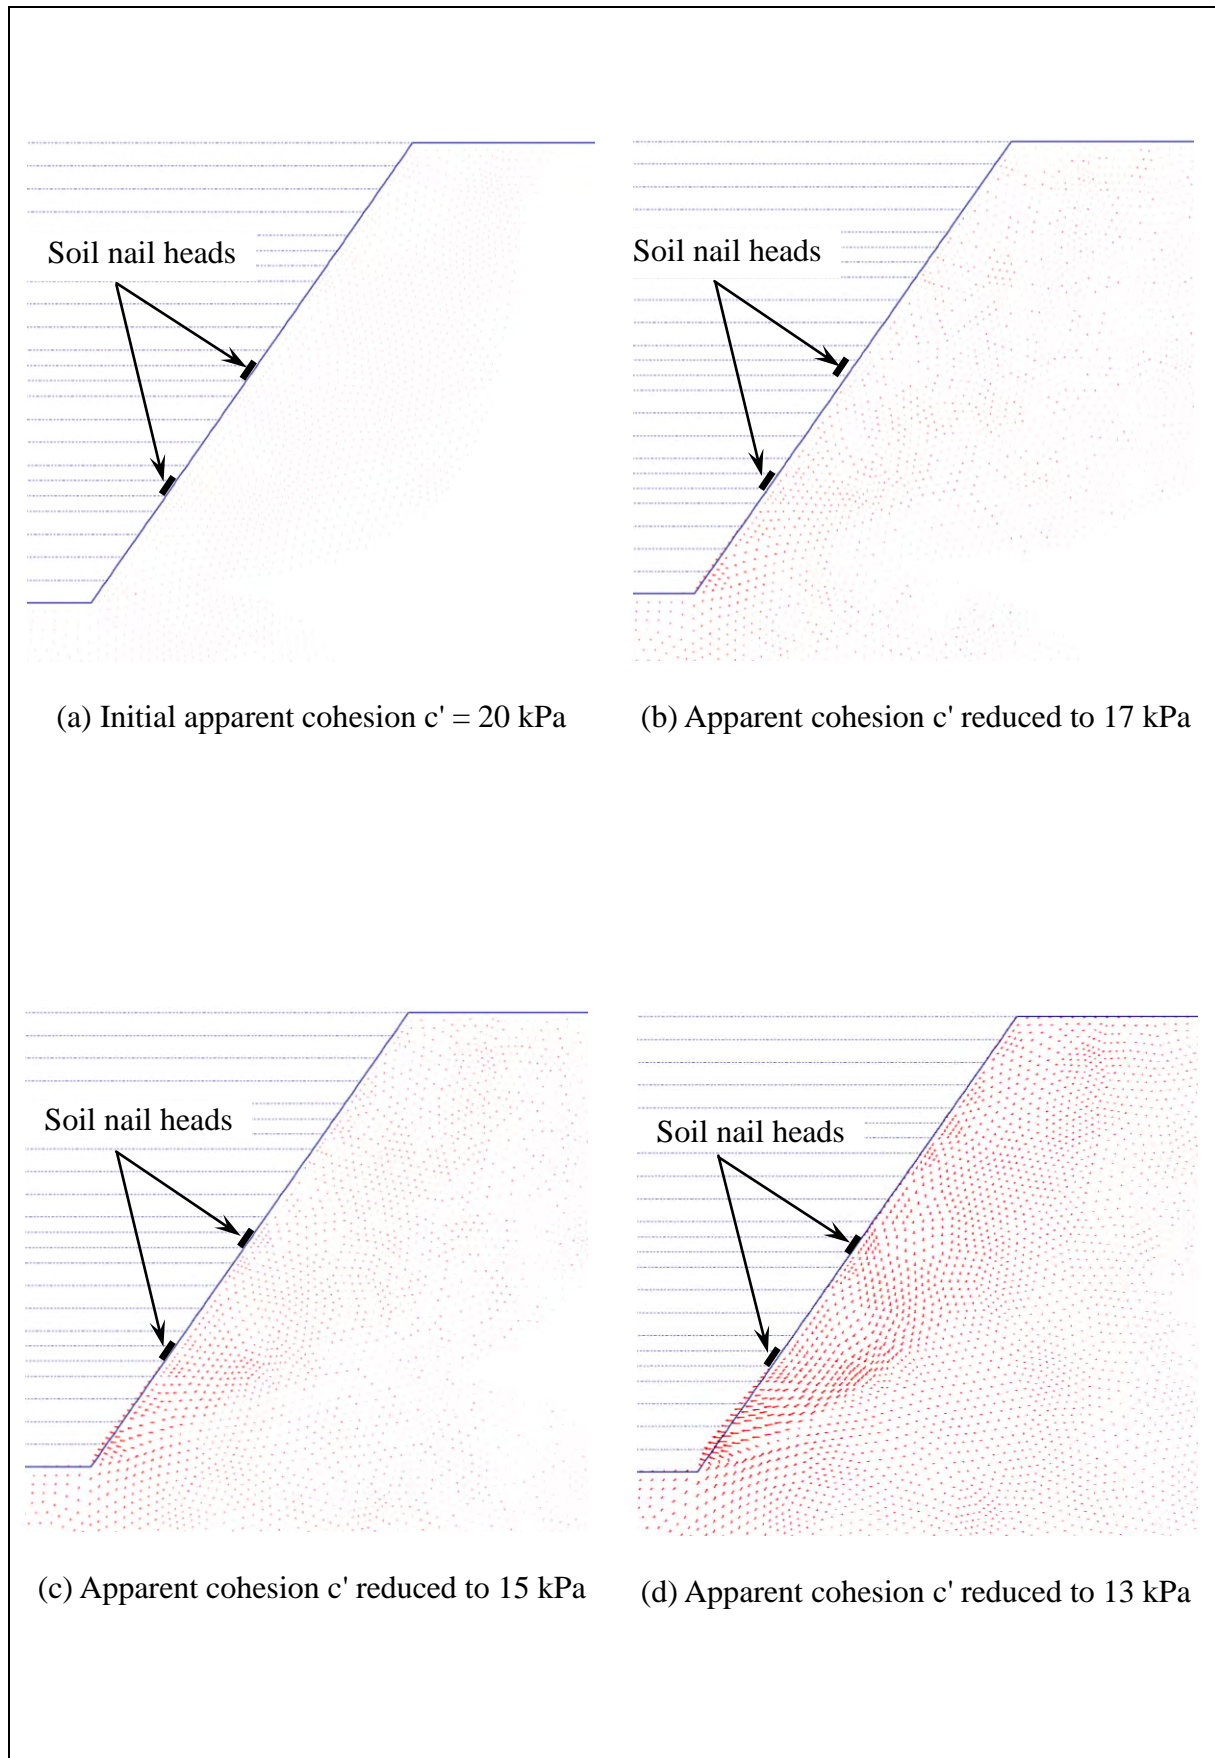 Soil nail heads
Soil nail heads
(a) Initial apparent cohesion c' = 20 kPa
(b) Apparent cohesion c' reduced to 17 kPa
Soil nail heads
Soil nail heads
(c) Apparent cohesion c' reduced to 15 kPa
(d) Apparent cohesion c' reduced to 13 kPa